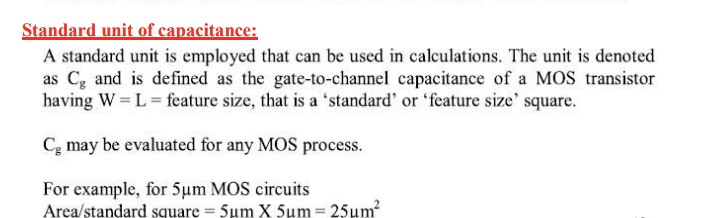 Standard unit of capacitance:
A standard unit is employed that can be used in calculations. The unit is denoted
as Cg and is defined as the gate-to-channel capacitance of a MOS transistor
having W = L = feature size, that is a ‘standard’ or ‘feature size’ square.
Cg may be evaluated for any MOS process.
For example, for 5μm MOS circuits
Area/standard square = 5μm X 5μm = 25μm²